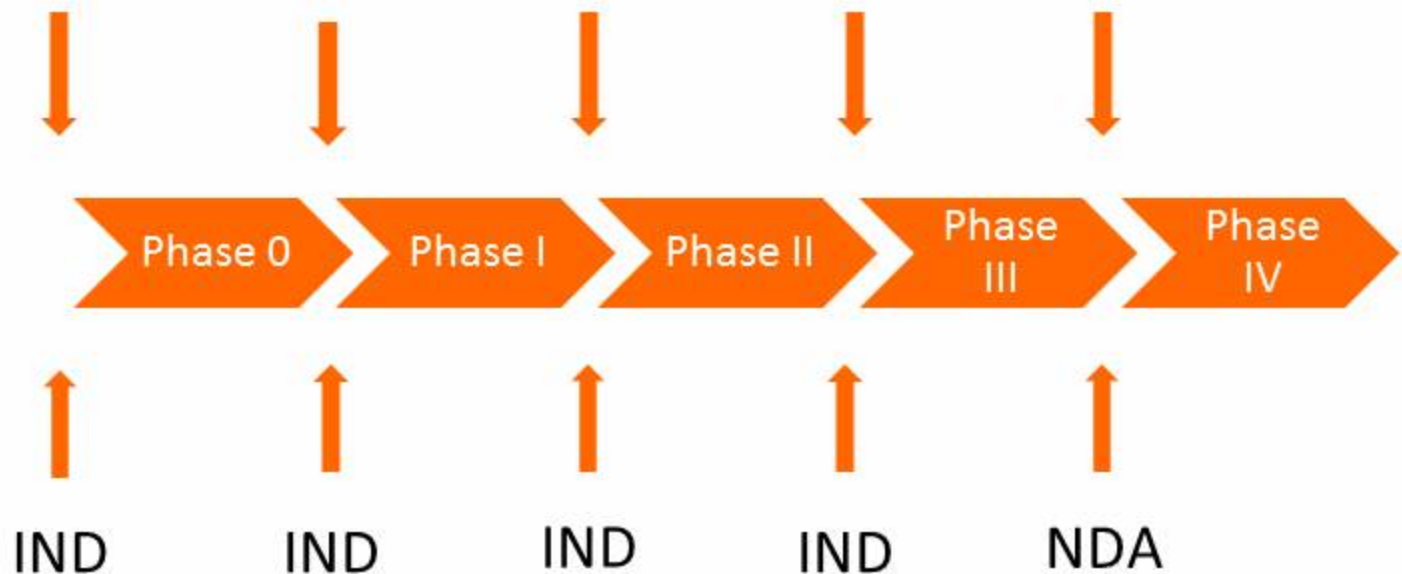 Phase 0
Phase I
Phase II
Phase
III
Phase
IV
IND
IND
IND
IND
NDA